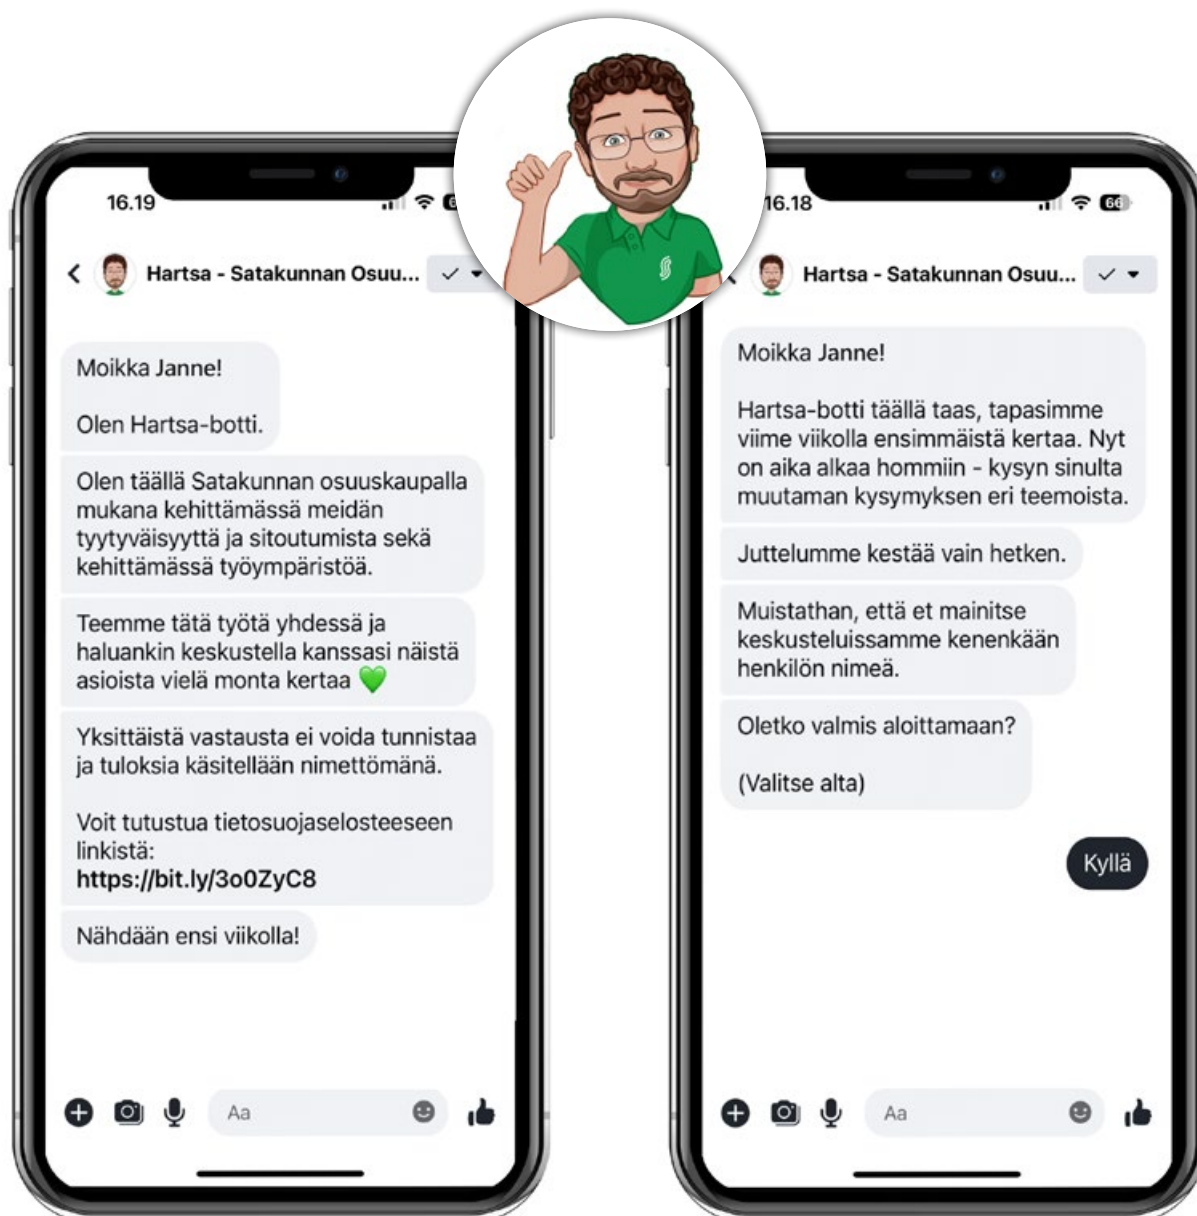 16.19
Hartsa - Satakunnan Osuu...
Moikka Janne!
Olen Hartsa-botti.
Olen täällä Satakunnan osuuskaupalla
mukana kehittämässä meidän
tyytyväisyyttä ja sitoutumista sekä
kehittämässä työympäristöä.
Teemme tätä työtä yhdessä ja
haluankin keskustella kanssasi näistä
asioista vielä monta kertaa 💚
Yksittäistä vastausta ei voida tunnistaa
ja tuloksia käsitellään nimettömänä.
Voit tutustua tietosuojaselosteeseen
linkistä:
https://bit.ly/3o0ZyC8
Nähdään ensi viikolla!
Aa
16.18
66
Hartsa - Satakunnan Osuu...
Moikka Janne!
Hartsa-botti täällä taas, tapasimme
viime viikolla ensimmäistä kertaa. Nyt
on aika alkaa hommiin - kysyn sinulta
muutaman kysymyksen eri teemoista.
Juttelumme kestää vain hetken.
Muistathan, että et mainitse
keskusteluissamme kenenkään
henkilön nimeä.
Oletko valmis aloittamaan?
(Valitse alta)
Kyllä
Aa